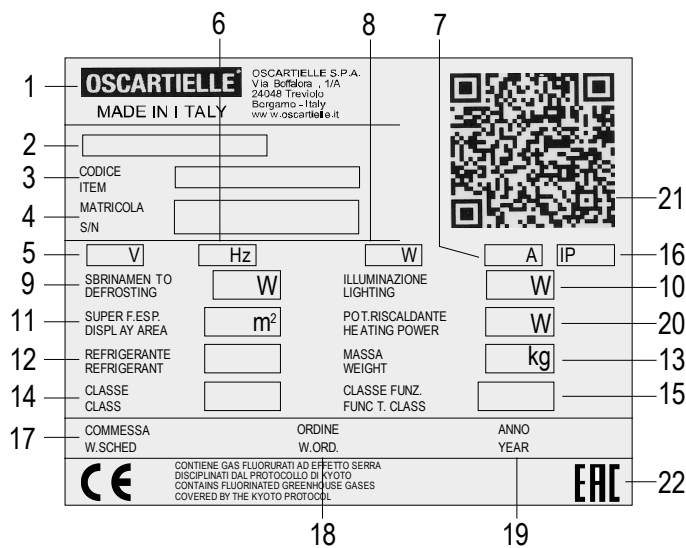 6
8
7
1
OSCARTIELLE
OSCARTIELLE S.P.A.
Via Boffalora , 1/A
24048 Treviolo
Bergamo - Italy
www.oscartielle.it
MADE IN I TALY
2
3
CODICE
ITEM
4
MATRICOLA
S/N
21
5
V
Hz
W
A
IP
16
9
SBRINAMEN TO
DEFROSTING
W
ILLUMINAZIONE
LIGHTING
W
10
11
SUPER F.ESP.
DISPLAY AREA
m²
POT.RISCALDANTE
HEATING POWER
W
20
12
REFRIGERANTE
REFRIGERANT
MASSA
WEIGHT
kg
13
14
CLASSE
CLASS
CLASSE FUNZ.
FUNC T. CLASS
15
17
COMMESSA
W.SCHED
ORDINE
W.ORD.
ANNO
YEAR
CE
CONTIENE GAS FLUORURATI AD EFFETTO SERRA
DISCIPLINATI DAL PROTOCOLLO DI KYOTO
CONTAINS FLUORINATED GREENHOUSE GASES
COVERED BY THE KYOTO PROTOCOL
EAC
22
18
19